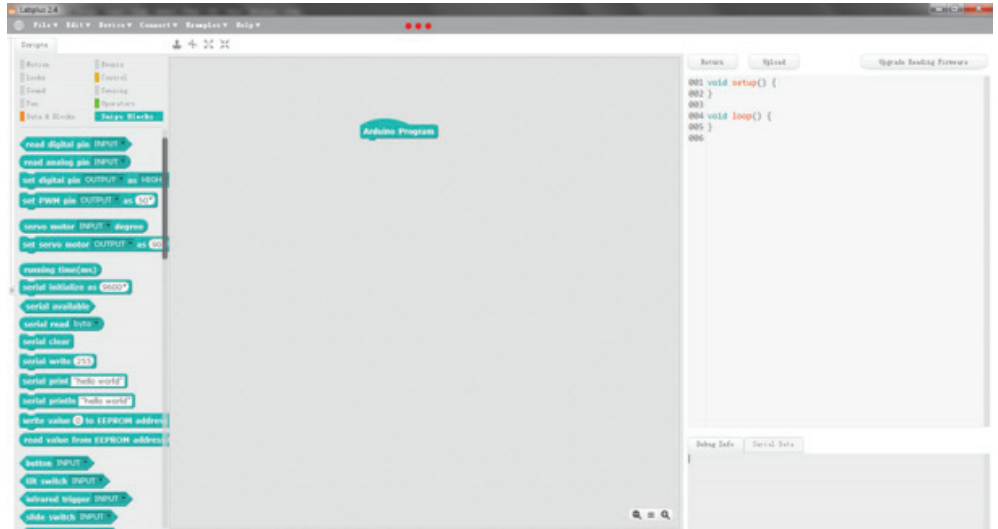 Labplus 2.4
File Edit Device Connect Examples Help
Scripts
Motion Events
Looks Control
Sound Sensing
Pen Operators
Data & Blocks
read digital pin INPUT
read analog pin INPUT
set digital pin OUTPUT as HIGH
set PWM pin OUTPUT as 50
servo motor INPUT degree
set servo motor OUTPUT as 90
running time(ms)
serial initialize as 9600
serial available
serial read byte
serial clear
serial write 255
serial print "hello world"
serial println "hello world"
write value 0 to EEPROM addres
read value from EEPROM address
button INPUT
tilt switch INPUT
infrared trigger INPUT
slide switch INPUT
Arduino Program
Return Upload Upgrade Reading Firmware
001 void setup() {
002 }
003
004 void loop() {
005 }
006
Debug Info Serial Data